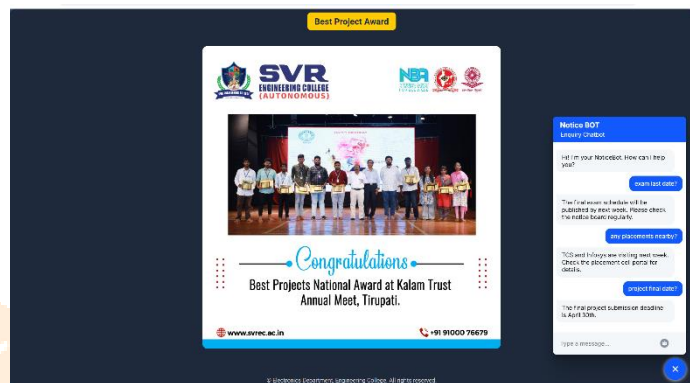 Best Project Award
SVR
ENGINEERING COLLEGE
(AUTONOMOUS)
NBA
Congratulations
Best Projects National Award at Kalam Trust
Annual Meet, Tirupati.
www.svrec.ac.in
+91 91000 76679
Notice BOT
Enquiry Chatbot
Hi! I'm your NoticeBot. How can I help
you?
exam last date?
The final exam schedule will be
published by next week. Please check
the notice board regularly.
any placements nearby?
TCS and Infosys are visiting next week.
Check the placement cell portal for
details.
project final date?
The final project submission deadline
is April 30th.
Type a message...
© Electronics Department, Engineering College. All rights reserved.